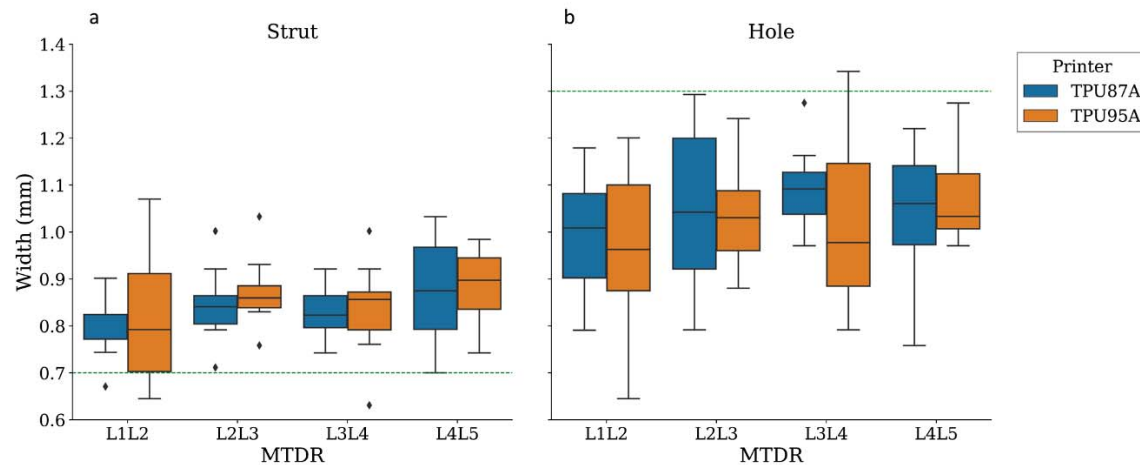 a
Strut
b
Hole
1.4
1.3
1.2
1.1
1.0
0.9
0.8
0.7
0.6
Width (mm)
L1L2 L2L3 L3L4 L4L5
MTDR
L1L2 L2L3 L3L4 L4L5
MTDR
Printer
TPU87A
TPU95A